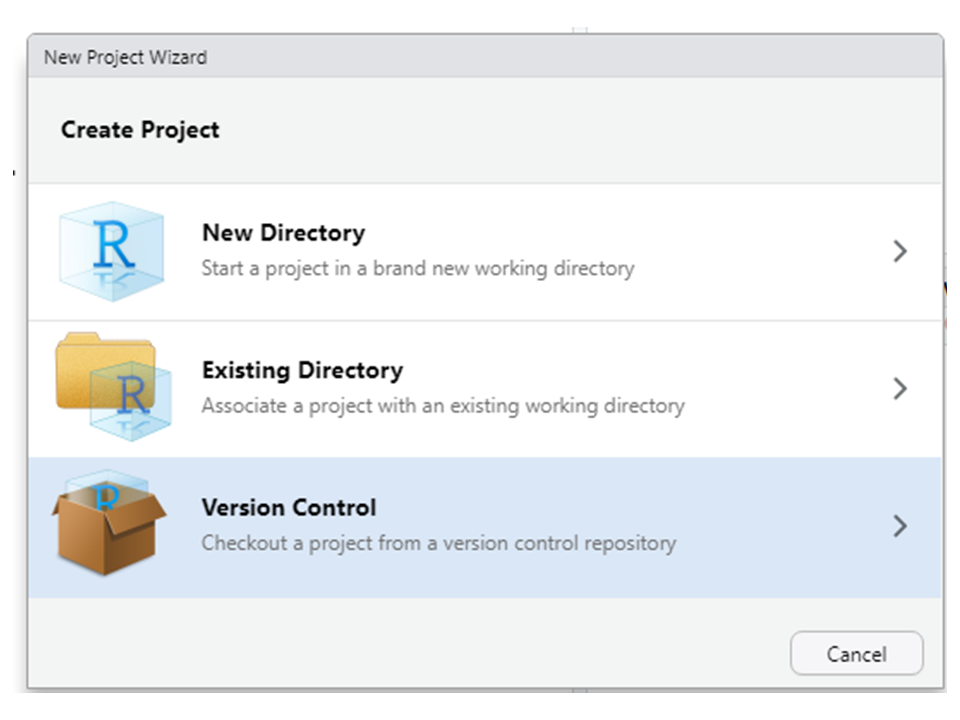 New Project Wizard
Create Project
R
New Directory
Start a project in a brand new working directory
R
Existing Directory
Associate a project with an existing working directory
R
Version Control
Checkout a project from a version control repository
Cancel